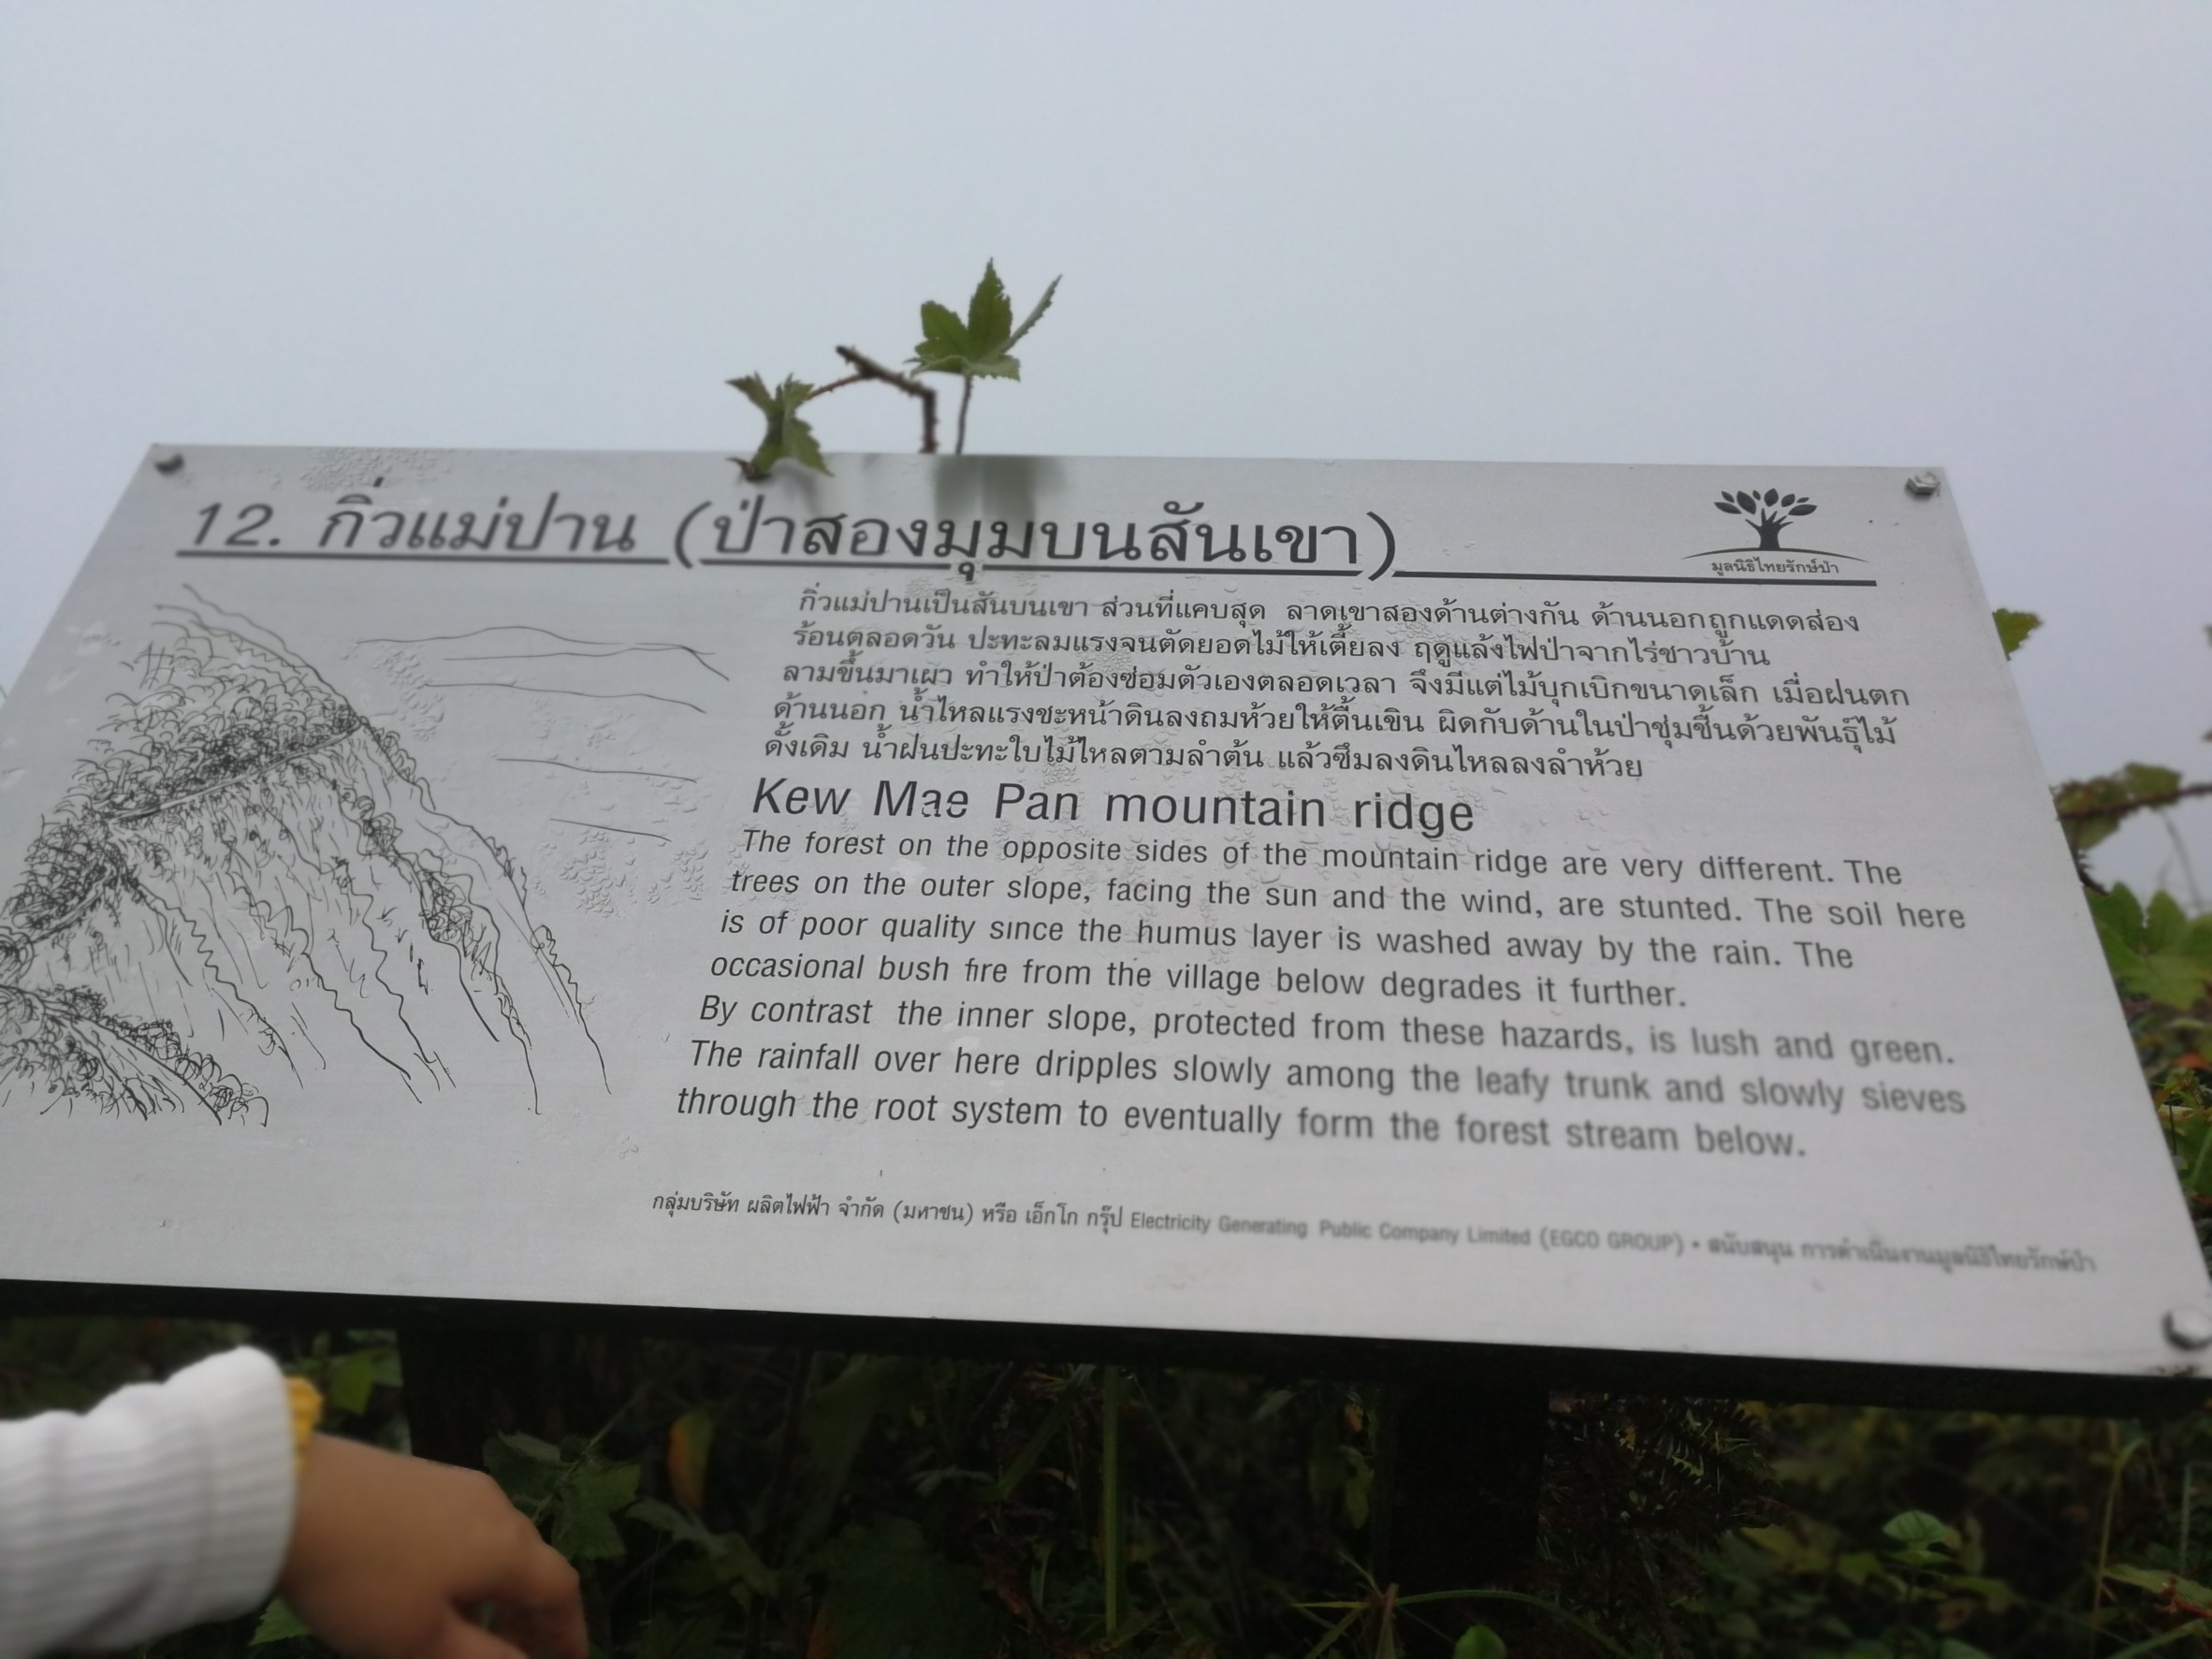 12. กิ่วแม่ปาน (ป่าสองมุมบนสันเขา)
มูลนิธิไทยรักษ์ป่า
กิ่วแม่ปานเป็นสันบนเขา ส่วนที่แคบสุด ลาดเขาสองด้านต่างกัน ด้านนอกถูกแดดส่อง
ร้อนตลอดวัน ปะทะลมแรงจนตัดยอดไม้ให้เตี้ยลง ฤดูแล้งไฟป่าจากไร่ชาวบ้าน
ลามขึ้นมาเผา ทำให้ป่าต้องซ่อมตัวเองตลอดเวลา จึงมีแต่ไม้บุกเบิกขนาดเล็ก เมื่อฝนตก
ด้านนอก น้ำไหลแรงชะหน้าดินลงถมห้วยให้ตื้นเขิน ผิดกับด้านในป่าชุ่มชื้นด้วยพันธุ์ไม้
ดั้งเดิม น้ำฝนปะทะใบไม้ไหลตามลำต้น แล้วซึมลงดินไหลลงลำห้วย
Kew Mae Pan mountain ridge
The forest on the opposite sides of the mountain ridge are very different. The
trees on the outer slope, facing the sun and the wind, are stunted. The soil here
is of poor quality since the humus layer is washed away by the rain. The
occasional bush fire from the village below degrades it further.
By contrast the inner slope, protected from these hazards, is lush and green.
The rainfall over here dripples slowly among the leafy trunk and slowly sieves
through the root system to eventually form the forest stream below.
กลุ่มบริษัท ผลิตไฟฟ้า จำกัด (มหาชน) หรือ เอ็กโก กรุ๊ป Electricity Generating Public Company Limited (EGCO GROUP) • สนับสนุน การดำเนินงานมูลนิธิไทยรักษ์ป่า